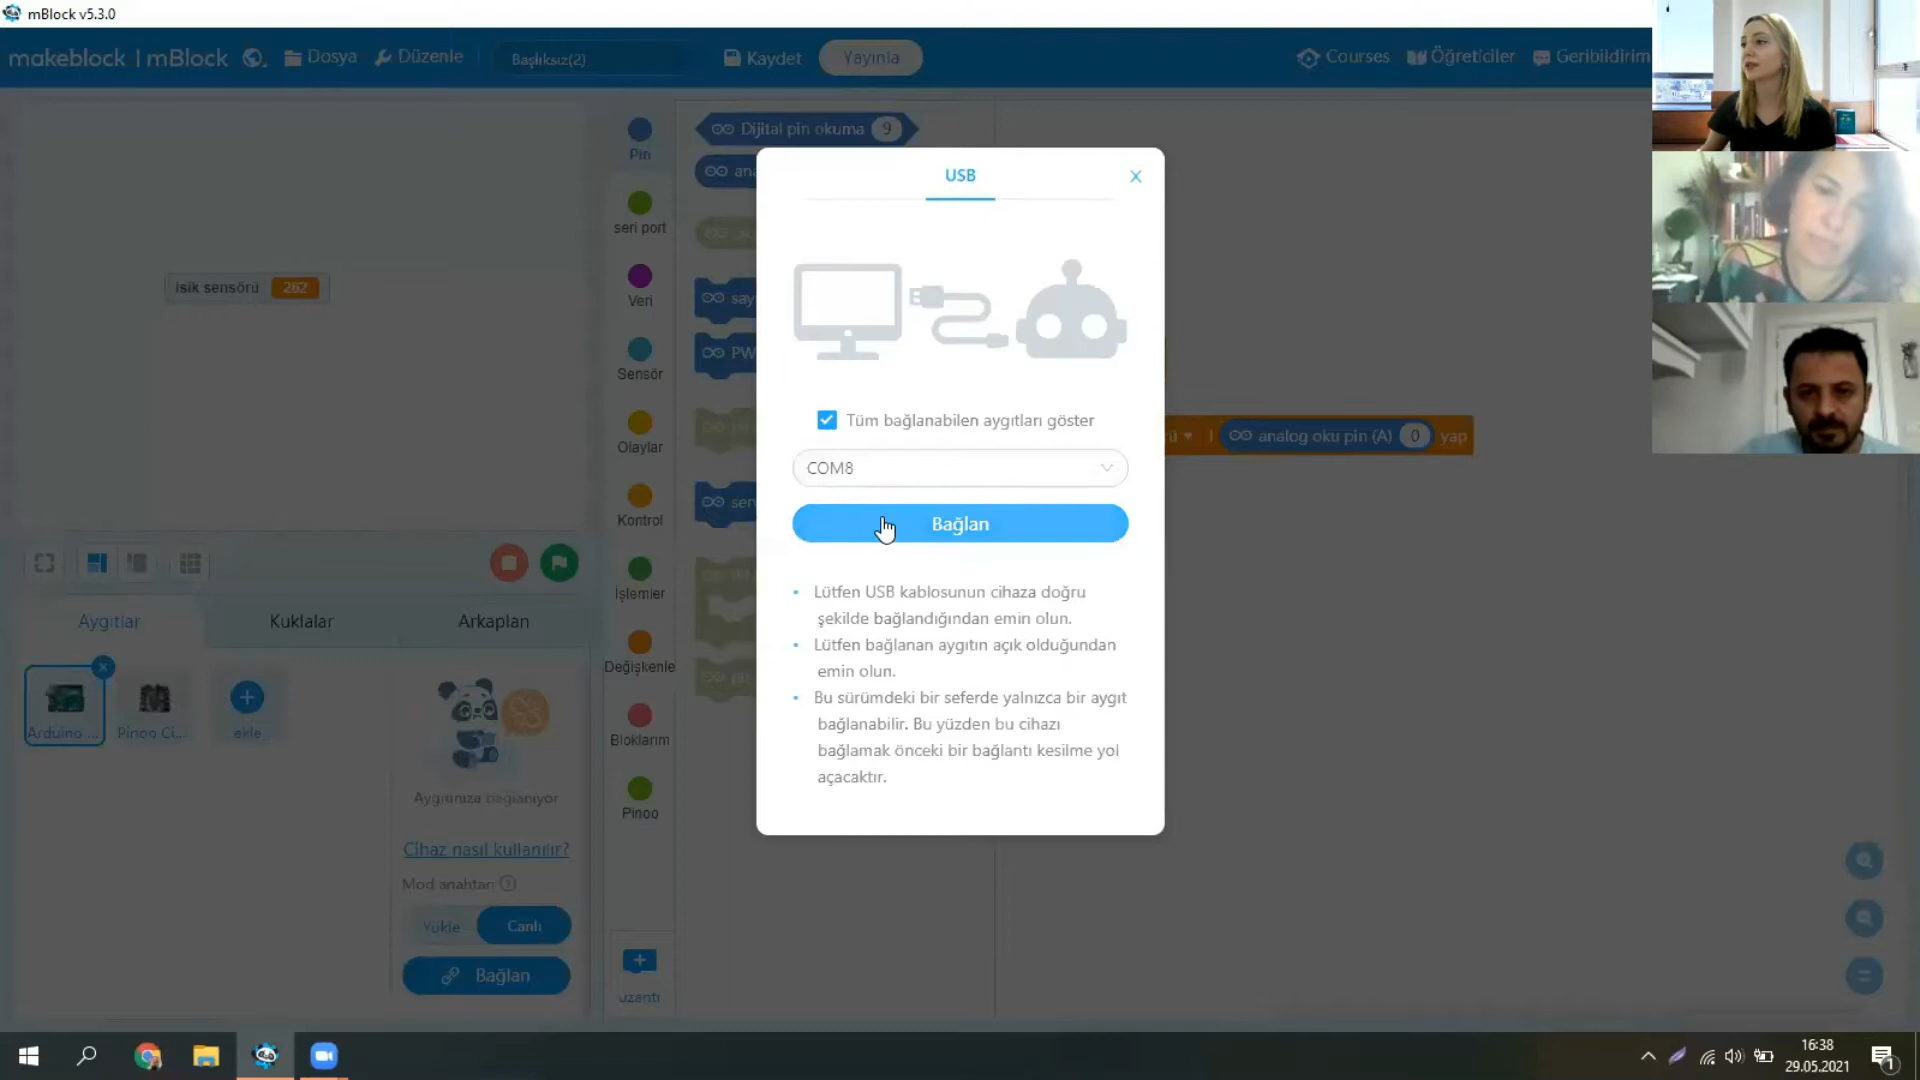 mBlock v5.3.0
makeblock | mBlock
Dosya
Düzenle
Başlıksız(2)
Kaydet
Yayınla
Courses
Öğreticiler
Geribildirim
isik sensörü 262
Pin
seri port
Veri
Sensör
Olaylar
Kontrol
İşlemler
Değişkenle
Bloklarım
Pinoo
uzantı
Dijital pin okuma 9
PW
USB
x
Tüm bağlanabilen aygıtları göster
COM8
Bağlan
• Lütfen USB kablosunun cihaza doğru
şekilde bağlandığından emin olun.
• Lütfen bağlanan aygıtın açık olduğundan
emin olun.
• Bu sürümdeki bir seferde yalnızca bir aygıt
bağlanabilir. Bu yüzden bu cihazı
bağlamak önceki bir bağlantı kesilme yol
açacaktır.
analog oku pin (A) 0 yap
Aygıtlar
Kuklalar
Arkaplan
Arduino ...
Pinoo Ci...
ekle
Aygıtınıza bağlanıyor
Cihaz nasıl kullanılır?
Mod anahtarı
Yükle
Canlı
Bağlan
16:38
29.05.2021
1